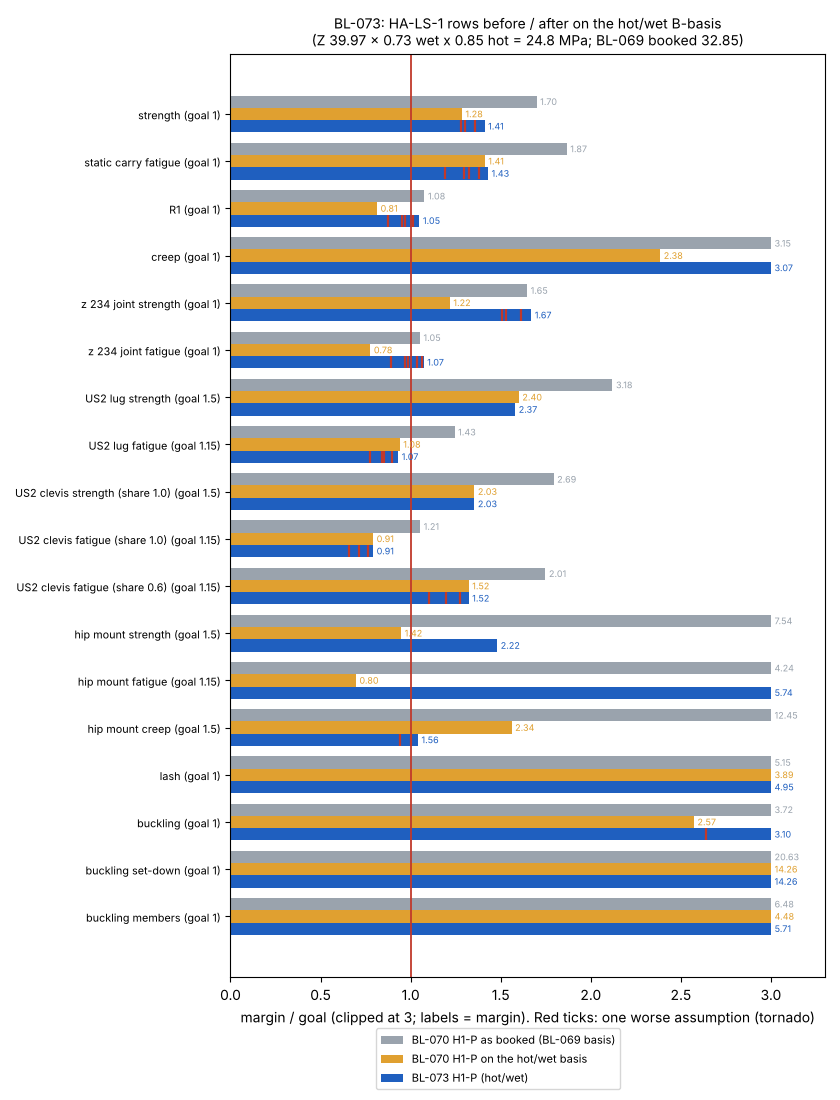 BL-073: HA-LS-1 rows before / after on the hot/wet B-basis
(Z 39.97 × 0.73 wet x 0.85 hot = 24.8 MPa; BL-069 booked 32.85)
strength (goal 1)
1.70
1.28
1.41
static carry fatigue (goal 1)
1.87
1.41
1.43
R1 (goal 1)
1.08
0.81
1.05
creep (goal 1)
3.15
2.38
3.07
z 234 joint strength (goal 1)
1.65
1.22
1.67
z 234 joint fatigue (goal 1)
1.05
0.78
1.07
US2 lug strength (goal 1.5)
3.18
2.40
2.37
US2 lug fatigue (goal 1.15)
1.43
1.08
1.07
US2 clevis strength (share 1.0) (goal 1.5)
2.69
2.03
2.03
US2 clevis fatigue (share 1.0) (goal 1.15)
1.21
0.91
0.91
US2 clevis fatigue (share 0.6) (goal 1.15)
2.01
1.52
1.52
hip mount strength (goal 1.5)
7.54
1.42
2.22
hip mount fatigue (goal 1.15)
4.24
0.80
5.74
hip mount creep (goal 1.5)
12.45
2.34
1.56
lash (goal 1)
5.15
3.89
4.95
buckling (goal 1)
3.72
2.57
3.10
buckling set-down (goal 1)
20.63
14.26
14.26
buckling members (goal 1)
6.48
4.48
5.71
0.0 0.5 1.0 1.5 2.0 2.5 3.0
margin / goal (clipped at 3; labels = margin). Red ticks: one worse assumption (tornado)
BL-070 H1-P as booked (BL-069 basis)
BL-070 H1-P on the hot/wet basis
BL-073 H1-P (hot/wet)